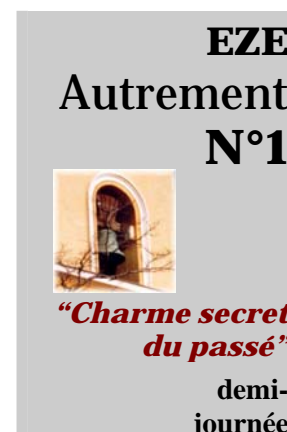 EZE
Autrement
N°1
“Charme secret
du passé”
demi-
journée